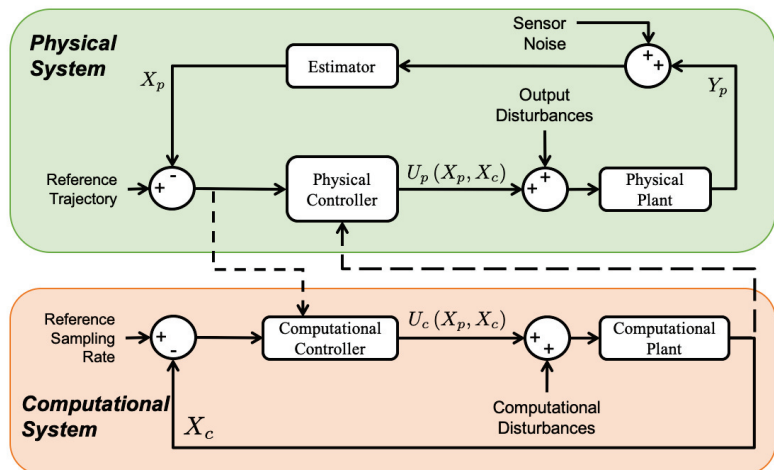 Physical
System
Sensor
Noise
+
+
Estimator
X_p
Y_p
Output
Disturbances
-
Reference
Trajectory
+
Physical
Controller
U_p (X_p, X_c)
+
+
Physical
Plant
Reference
Sampling
Rate
+
-
Computational
Controller
U_c (X_p, X_c)
+
+
Computational
Plant
Computational
Disturbances
Computational
System
X_c